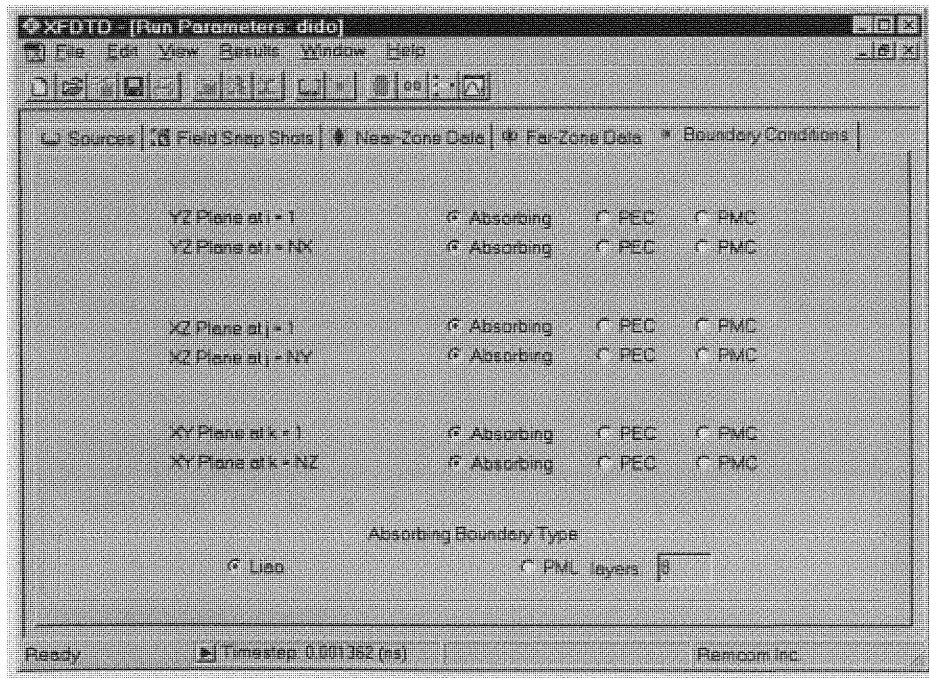 XFDTD - [Run Parameters: dido]
File Edit View Results Window Help
Sources Field Snap Shots Near-Zone Data Far-Zone Data Boundary Conditions
YZ Plane at i = 1 Absorbing PEC PMC
YZ Plane at i = NX Absorbing PEC PMC
XZ Plane at j = 1 Absorbing PEC PMC
XZ Plane at j = NY Absorbing PEC PMC
XY Plane at k = 1 Absorbing PEC PMC
XY Plane at k = NZ Absorbing PEC PMC
Absorbing Boundary Type
Liao PML layers 8
Ready Timestep: 0.001362 (ns) Remcom Inc.